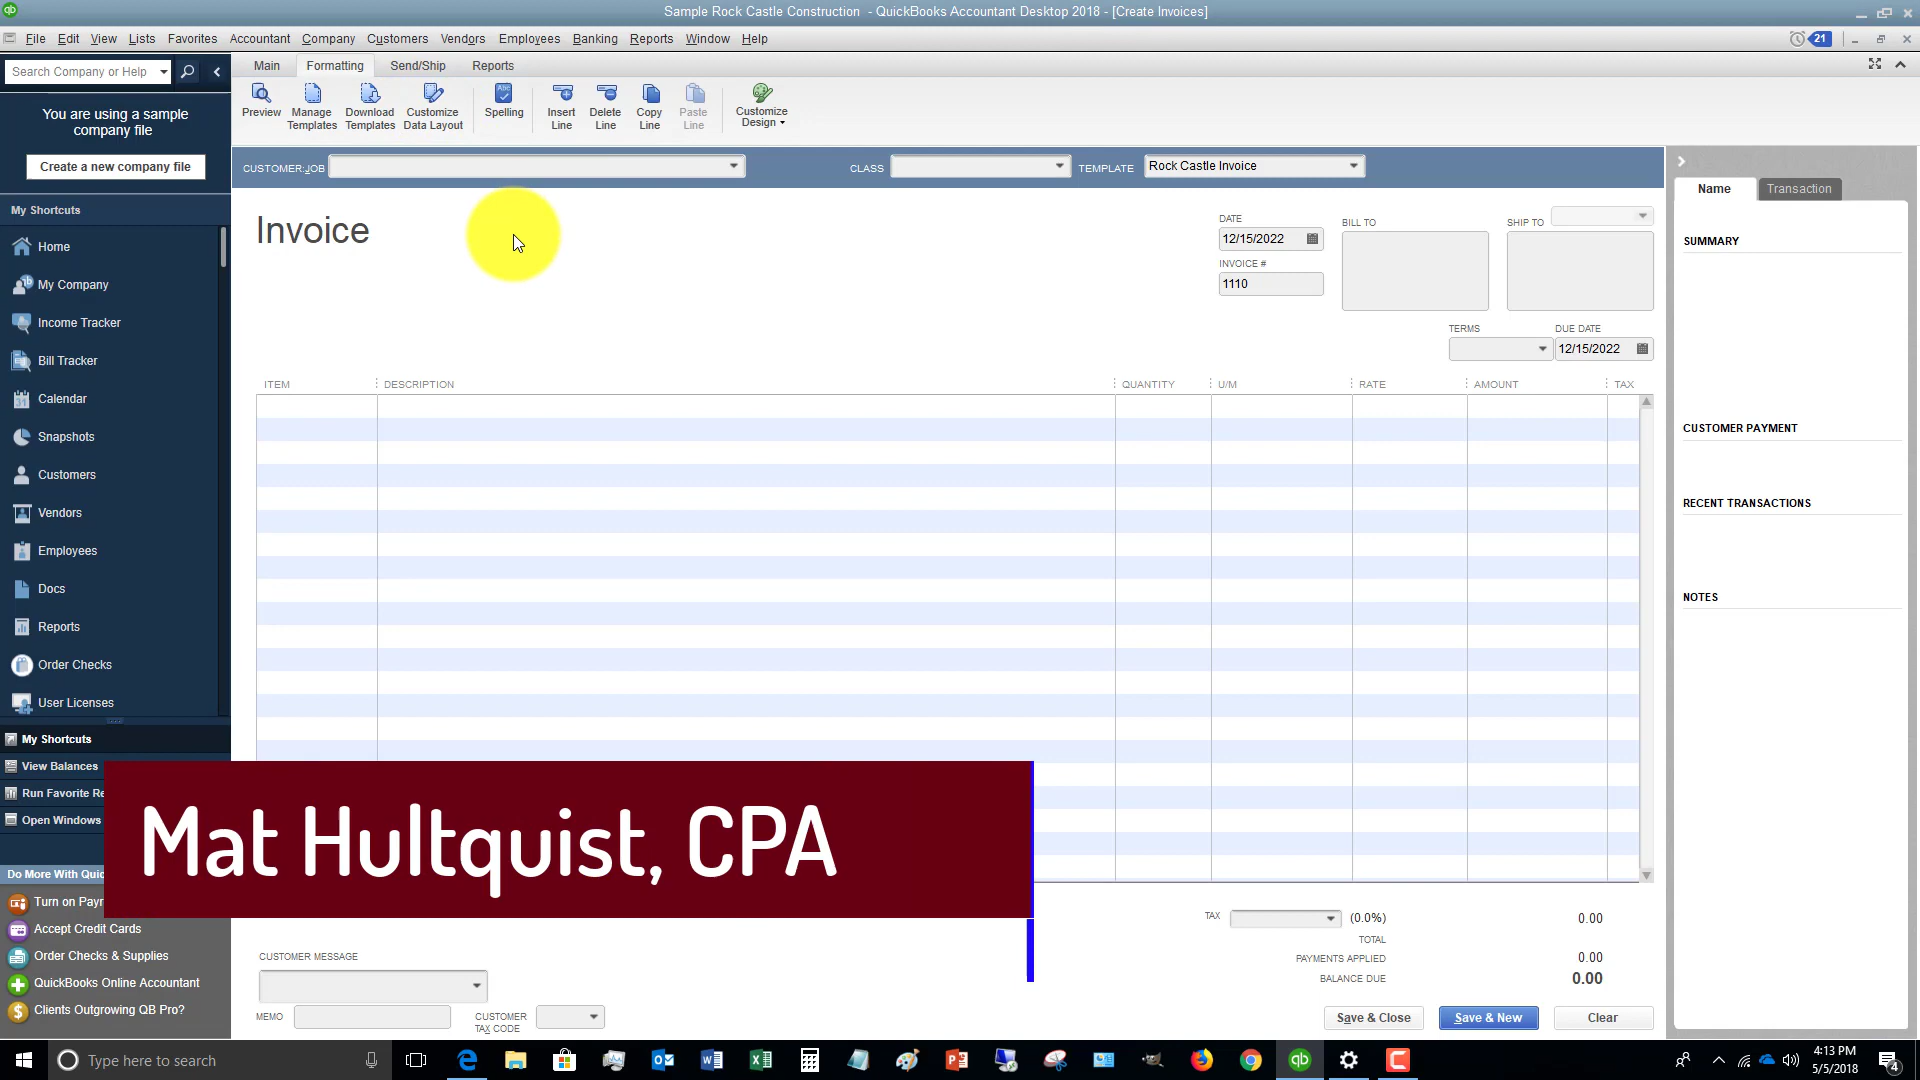 Sample Rock Castle Construction - QuickBooks Accountant Desktop 2018 - [Create Invoices]
File Edit View Lists Favorites Accountant Company Customers Vendors Employees Banking Reports Window Help
21
Search Company or Help
Main Formatting Send/Ship Reports
You are using a sample
company file
Create a new company file
Preview
Manage
Templates
Download
Templates
Customize
Data Layout
Spelling
Insert
Line
Delete
Line
Copy
Line
Paste
Line
Customize
Design
CUSTOMER:JOB
CLASS
TEMPLATE Rock Castle Invoice
Name Transaction
My Shortcuts
Home
My Company
Income Tracker
Bill Tracker
Calendar
Snapshots
Customers
Vendors
Employees
Docs
Reports
Order Checks
User Licenses
My Shortcuts
View Balances
Run Favorite Re
Open Windows
Do More With Quic
Turn on Payr
Accept Credit Cards
Order Checks & Supplies
QuickBooks Online Accountant
Clients Outgrowing QB Pro?
Invoice
DATE
12/15/2022
INVOICE #
1110
BILL TO
SHIP TO
TERMS
DUE DATE
12/15/2022
ITEM DESCRIPTION QUANTITY U/M RATE AMOUNT TAX
SUMMARY
CUSTOMER PAYMENT
RECENT TRANSACTIONS
NOTES
Mat Hultquist, CPA
TAX (0.0%) 0.00
TOTAL
PAYMENTS APPLIED 0.00
BALANCE DUE 0.00
CUSTOMER MESSAGE
MEMO
CUSTOMER
TAX CODE
Save & Close Save & New Clear
Type here to search
4:13 PM
5/5/2018
4